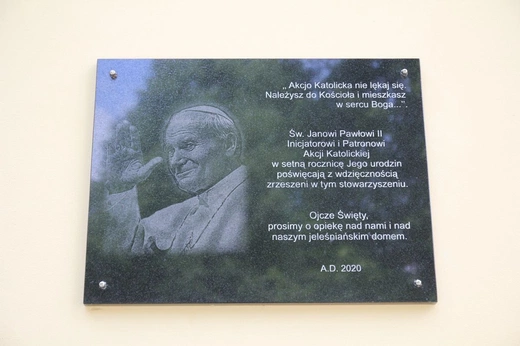 „ Akcjo Katolicka nie lękaj się.
Należysz do Kościoła i mieszkasz
w sercu Boga...”.
Św. Janowi Pawłowi II
Inicjatorowi i Patronowi
Akcji Katolickiej
w setną rocznicę Jego urodzin
poświęcają z wdzięcznością
zrzeszeni w tym stowarzyszeniu.
Ojcze Święty,
prosimy o opiekę nad nami i nad
naszym jeleśniańskim domem.
A.D. 2020